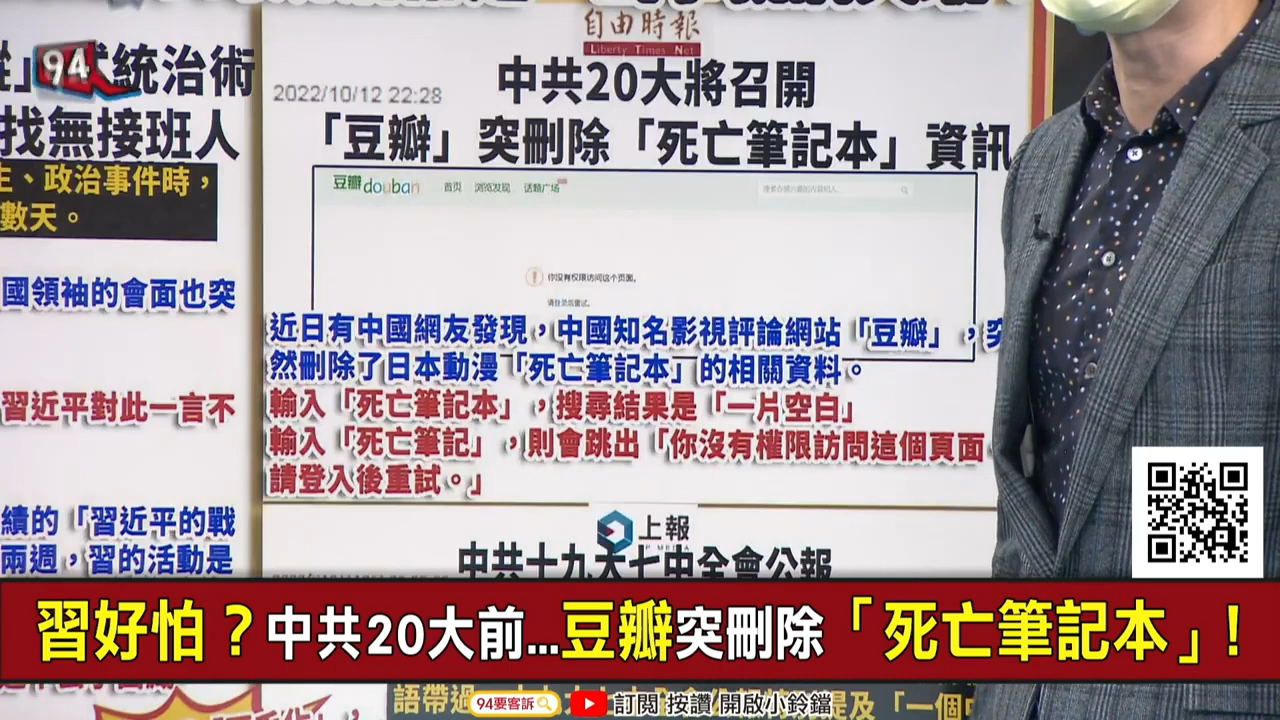 94
統治術
找無接班人
、政治事件時，
數天。
國領袖的會面也突
習近平對此一言不
績的「習近平的戰
兩週，習的活動是
自由時報
Liberty Times Net
2022/10/12 22:28
中共20大將召開
「豆瓣」突刪除「死亡筆記本」資訊
豆瓣douban 首页 浏览发现 话题广场
你没有权限访问这个页面。
请登录后重试。
近日有中國網友發現，中國知名影視評論網站「豆瓣」，突
然刪除了日本動漫「死亡筆記本」的相關資料。
輸入「死亡筆記本」，搜尋結果是「一片空白」
輸入「死亡筆記」，則會跳出「你沒有權限訪問這個頁面
請登入後重試。」
上報
中共十九大七中全會公報
習好怕？中共20大前...豆瓣突刪除「死亡筆記本」！
語帶過
94要客訴
訂閱 按讚 開啟小鈴鐺
及「一個中